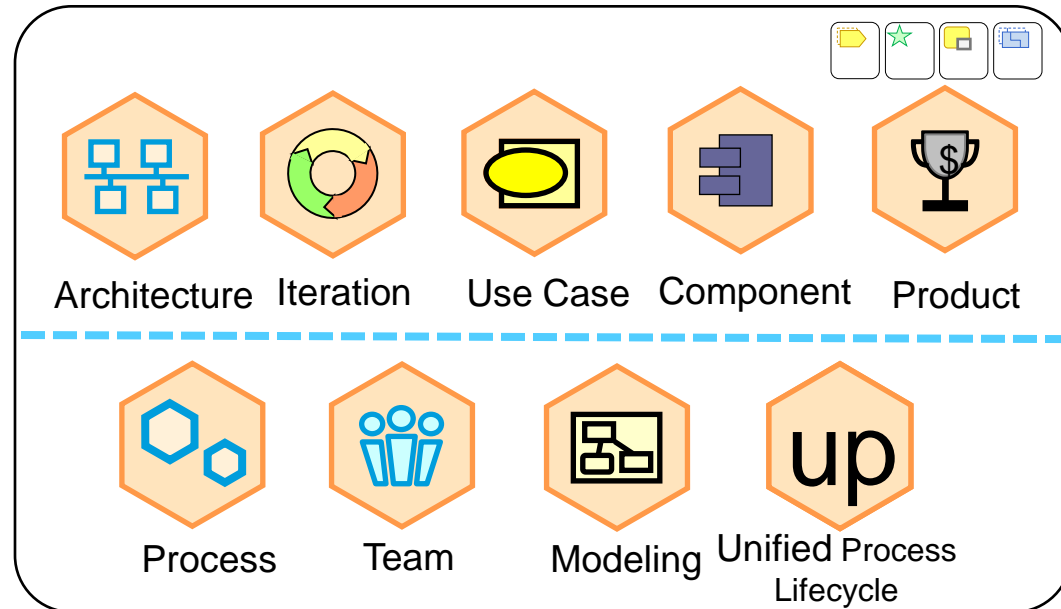 $
Architecture Iteration Use Case Component Product
up
Process Team Modeling Unified Process
Lifecycle